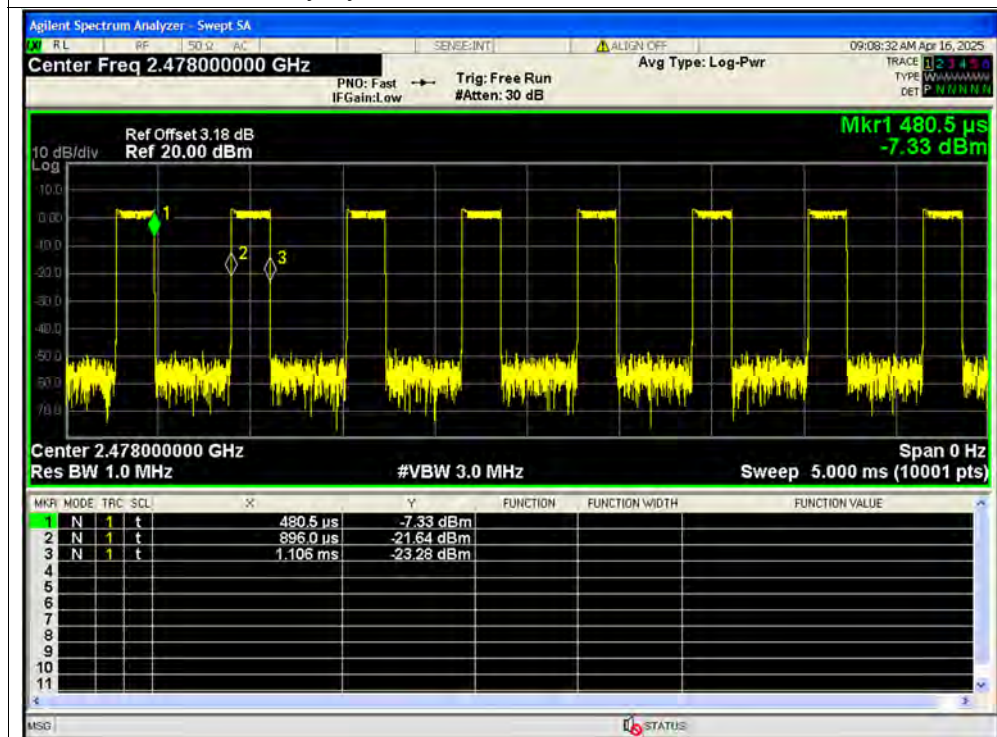 Agilent Spectrum Analyzer - Swept SA
RL RF 50 Ω AC SENSE:INT ALIGN OFF 09:08:32 AM Apr 16, 2025
Center Freq 2.478000000 GHz
PNO: Fast
IFGain:Low
Trig: Free Run
#Atten: 30 dB
Avg Type: Log-Pwr
TRACE 1 2 3 4 5 6
TYPE W
DET P N N N N N
Mkr1 480.5 µs
-7.33 dBm
Ref Offset 3.18 dB
10 dB/div Ref 20.00 dBm
Log
10.0
0.00
-10.0
-20.0
-30.0
-40.0
-50.0
-60.0
-70.0
1
2
3
Center 2.478000000 GHz Span 0 Hz
Res BW 1.0 MHz #VBW 3.0 MHz Sweep 5.000 ms (10001 pts)
MKR MODE TRC SCL X Y FUNCTION FUNCTION WIDTH FUNCTION VALUE
1 N 1 t 480.5 µs -7.33 dBm
2 N 1 t 896.0 µs -21.64 dBm
3 N 1 t 1.106 ms -23.28 dBm
4
5
6
7
8
9
10
11
MSG STATUS